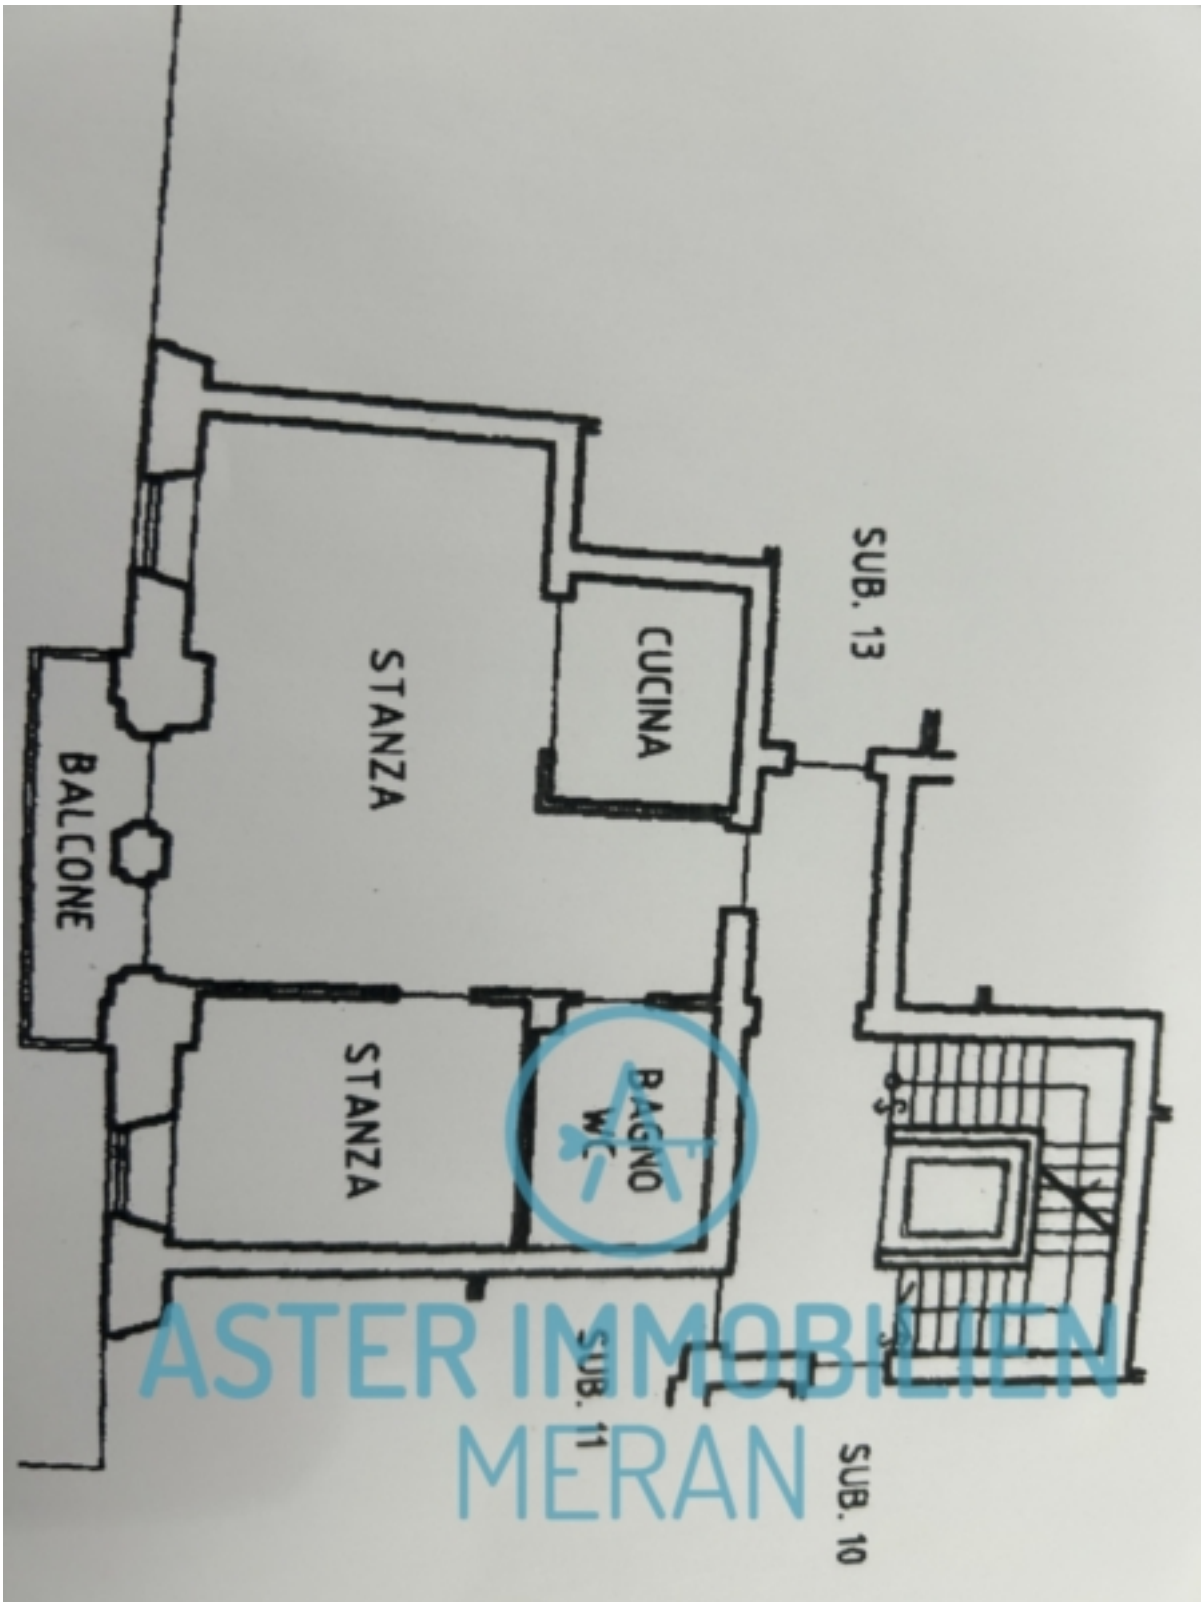 SUB. 13
CUCINA
STANZA
BALCONE
STANZA
BAGNO
WC
S
SUB. 11
SUB. 10
ASTER IMMOBILIEN
MERAN